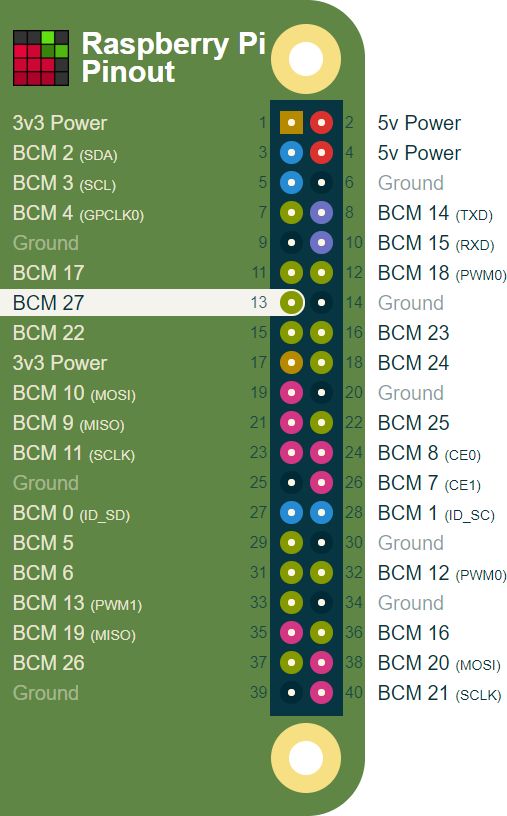 Raspberry Pi
Pinout
3v3 Power 1 2 5v Power
BCM 2 (SDA) 3 4 5v Power
BCM 3 (SCL) 5 6 Ground
BCM 4 (GPCLK0) 7 8 BCM 14 (TXD)
Ground 9 10 BCM 15 (RXD)
BCM 17 11 12 BCM 18 (PWM0)
BCM 27 13 14 Ground
BCM 22 15 16 BCM 23
3v3 Power 17 18 BCM 24
BCM 10 (MOSI) 19 20 Ground
BCM 9 (MISO) 21 22 BCM 25
BCM 11 (SCLK) 23 24 BCM 8 (CE0)
Ground 25 26 BCM 7 (CE1)
BCM 0 (ID_SD) 27 28 BCM 1 (ID_SC)
BCM 5 29 30 Ground
BCM 6 31 32 BCM 12 (PWM0)
BCM 13 (PWM1) 33 34 Ground
BCM 19 (MISO) 35 36 BCM 16
BCM 26 37 38 BCM 20 (MOSI)
Ground 39 40 BCM 21 (SCLK)